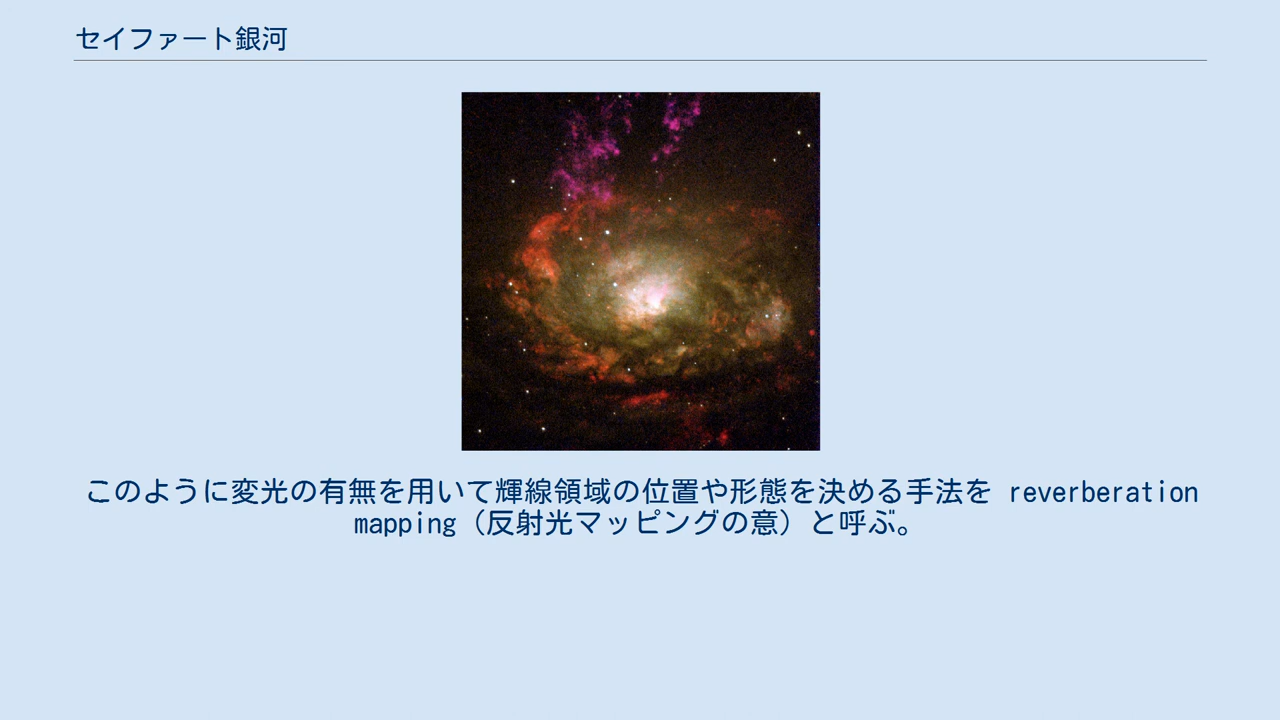 セイファート銀河
このように変光の有無を用いて輝線領域の位置や形態を決める手法を reverberation
mapping（反射光マッピングの意）と呼ぶ。